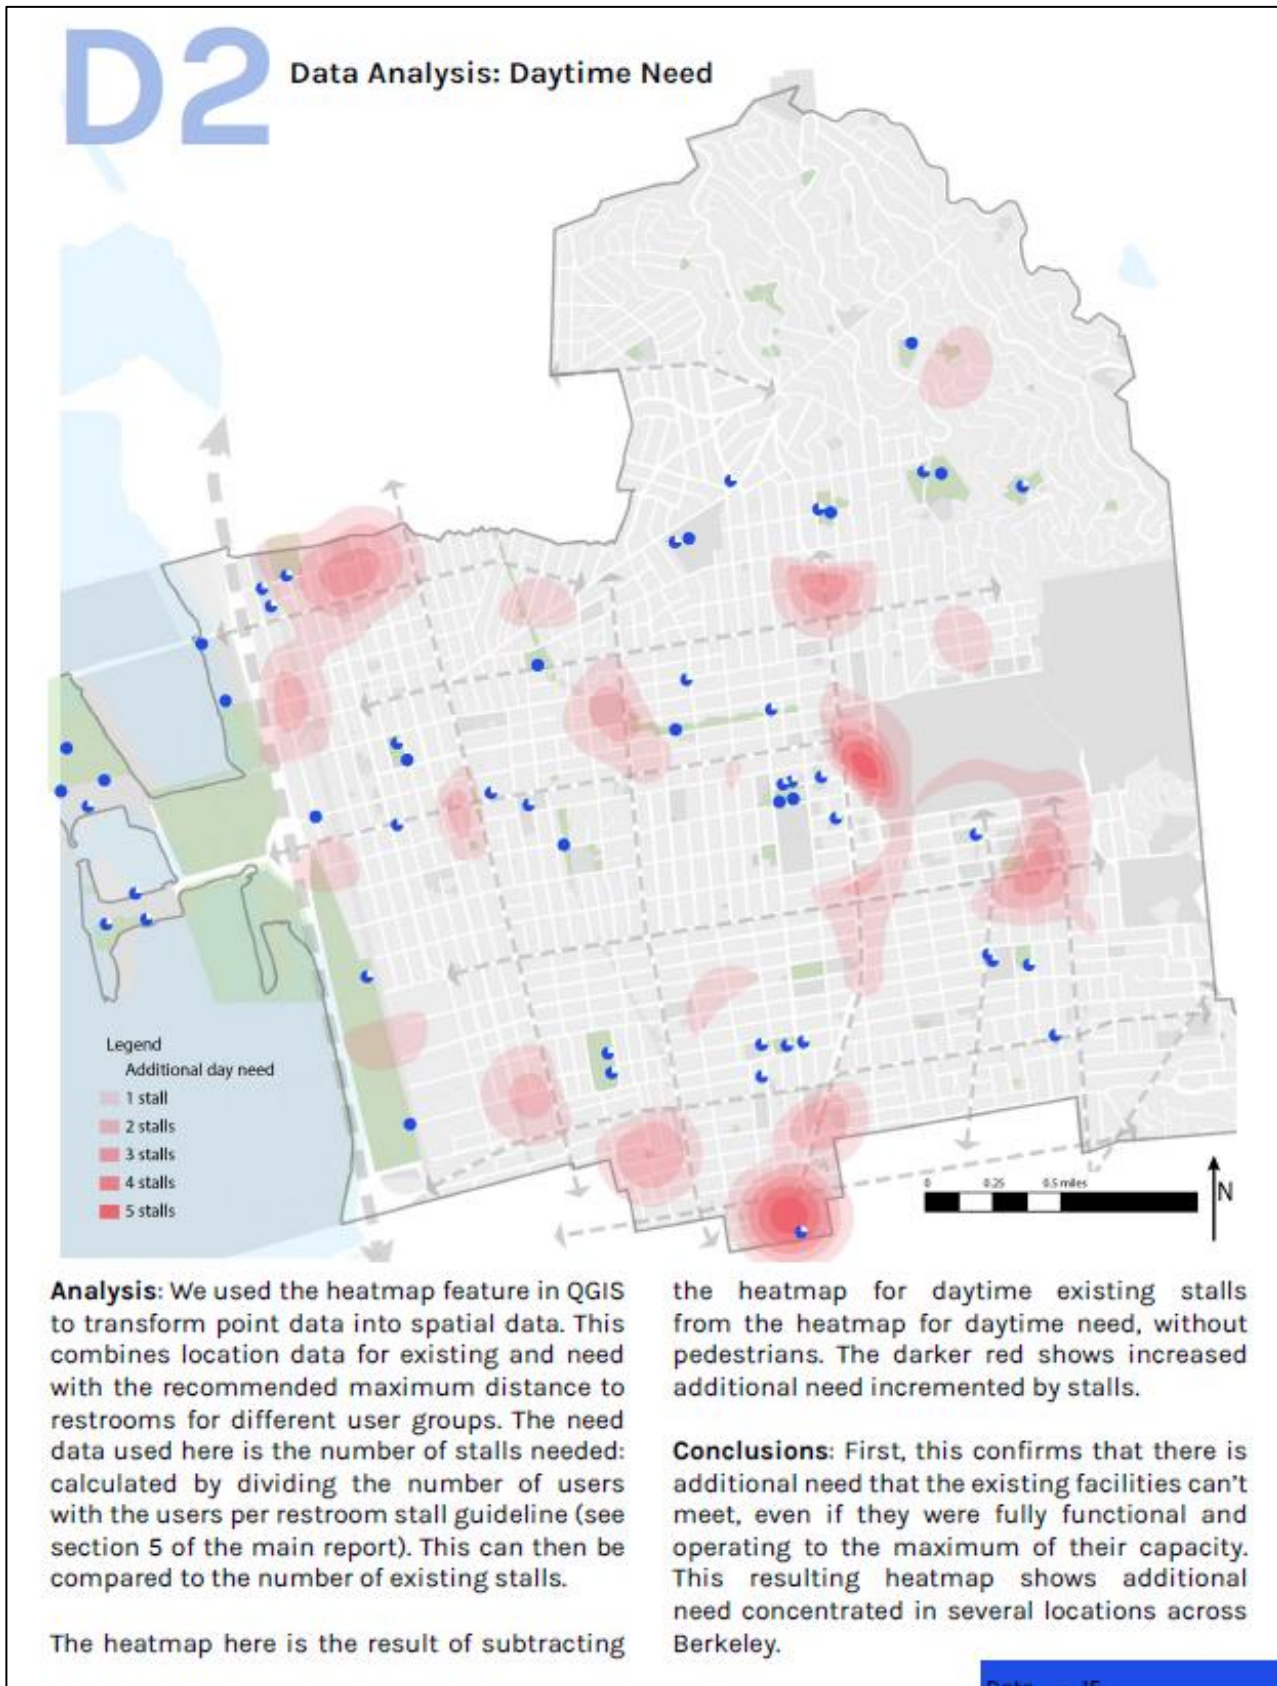 D2
Data Analysis: Daytime Need
Legend
Additional day need
1 stall
2 stalls
3 stalls
4 stalls
5 stalls
0 0.25 0.5 miles
N
Analysis: We used the heatmap feature in QGIS
to transform point data into spatial data. This
combines location data for existing and need
with the recommended maximum distance to
restrooms for different user groups. The need
data used here is the number of stalls needed:
calculated by dividing the number of users
with the users per restroom stall guideline (see
section 5 of the main report). This can then be
compared to the number of existing stalls.
The heatmap here is the result of subtracting
the heatmap for daytime existing stalls
from the heatmap for daytime need, without
pedestrians. The darker red shows increased
additional need incremented by stalls.
Conclusions: First, this confirms that there is
additional need that the existing facilities can't
meet, even if they were fully functional and
operating to the maximum of their capacity.
This resulting heatmap shows additional
need concentrated in several locations across
Berkeley.